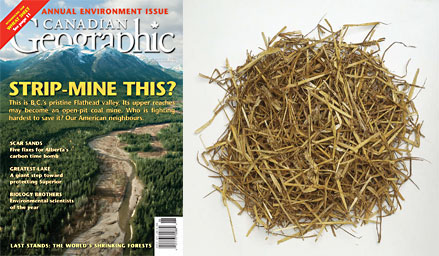 ANNUAL ENVIRONMENT ISSUE
CANADIAN
Geographic
STRIP-MINE THIS?
This is B.C.'s pristine Flathead valley. Its upper reaches
may become an open-pit coal mine. Who is fighting
hardest to save it? Our American neighbours.
SCAR SANDS
Five fixes for Alberta's
carbon time bomb
GREATEST LAKE
A giant step toward
protecting Superior
BIOLOGY BROTHERS
Environmental scientists
of the year
LAST STANDS: THE WORLD'S SHRINKING FORESTS